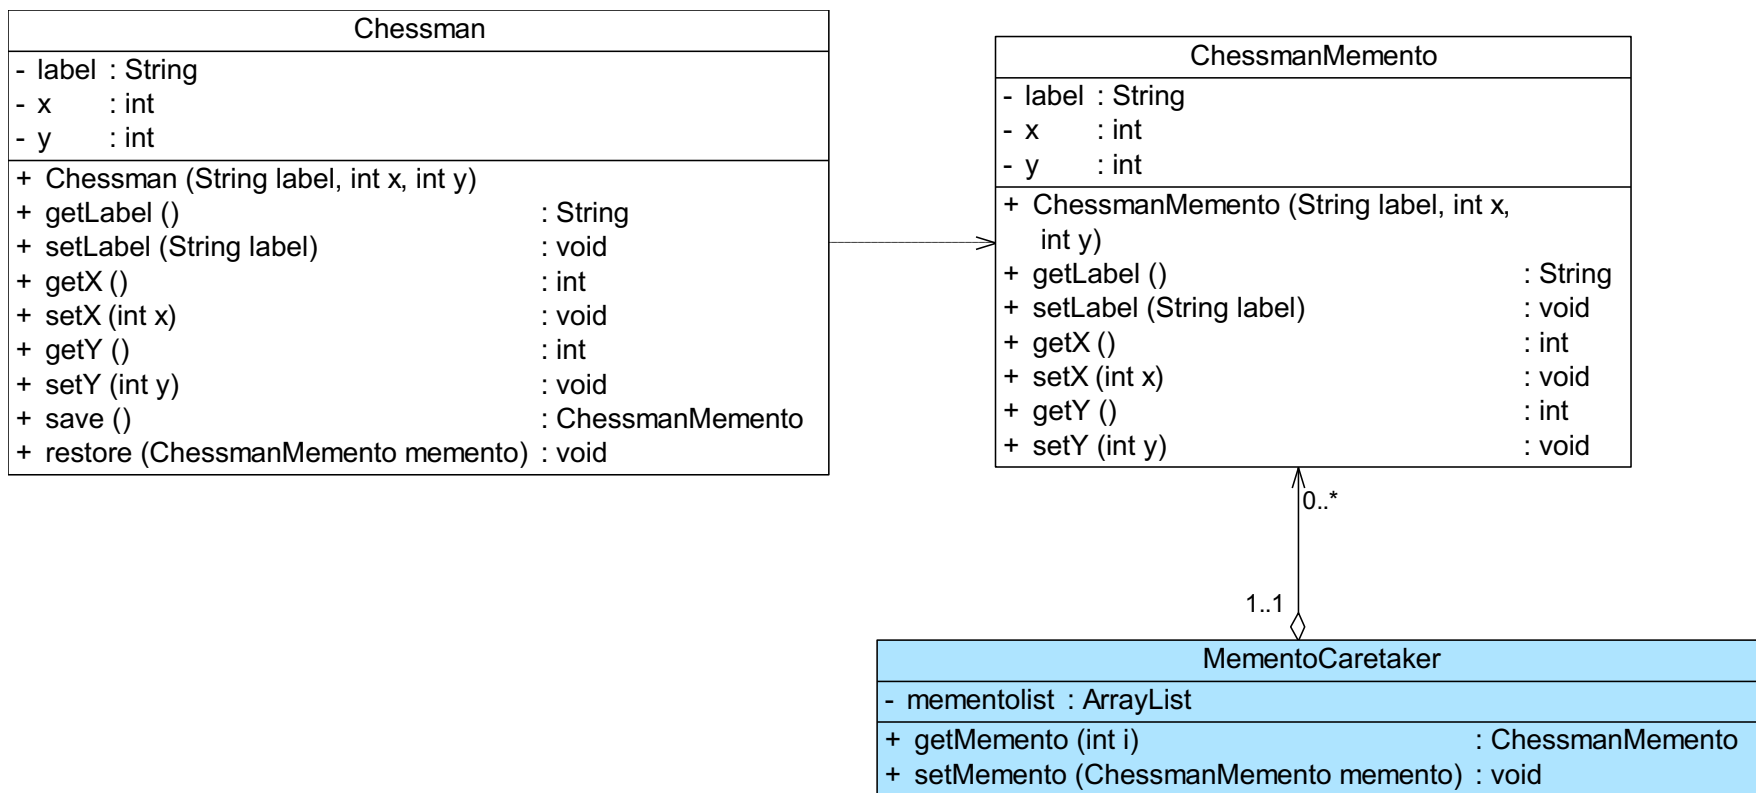 Chessman
- label : String
- x : int
- y : int
+ Chessman (String label, int x, int y)
+ getLabel () : String
+ setLabel (String label) : void
+ getX () : int
+ setX (int x) : void
+ getY () : int
+ setY (int y) : void
+ save () : ChessmanMemento
+ restore (ChessmanMemento memento) : void
ChessmanMemento
- label : String
- x : int
- y : int
+ ChessmanMemento (String label, int x,
int y)
+ getLabel () : String
+ setLabel (String label) : void
+ getX () : int
+ setX (int x) : void
+ getY () : int
+ setY (int y) : void
0..*
1..1
MementoCaretaker
- mementolist : ArrayList
+ getMemento (int i) : ChessmanMemento
+ setMemento (ChessmanMemento memento) : void